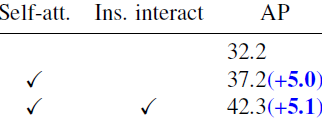 Self-att. Ins. interact AP
32.2
✓ 37.2(+5.0)
✓ ✓ 42.3(+5.1)